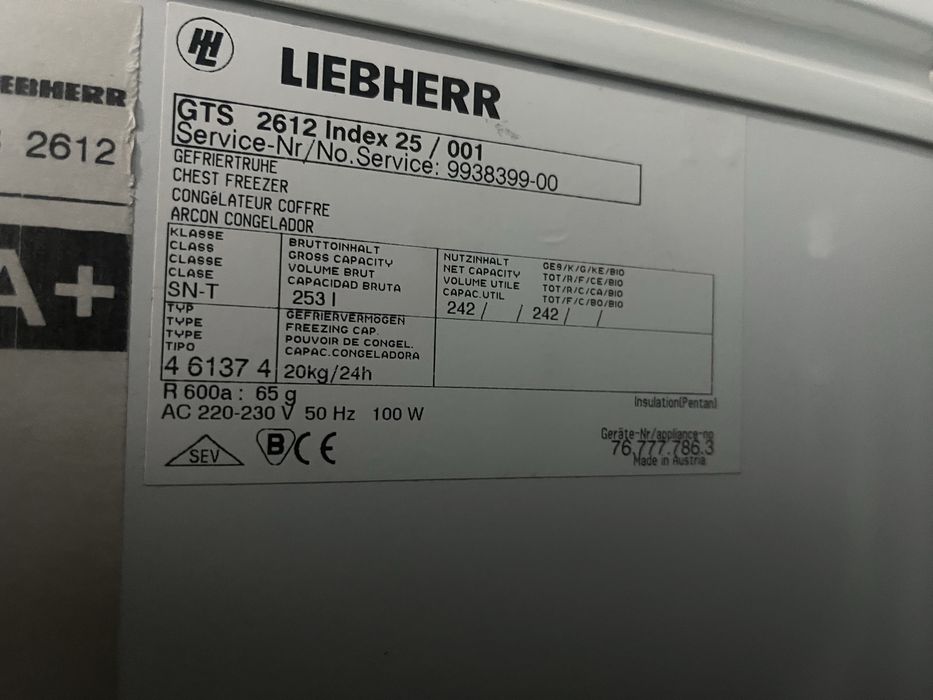 EBHERR
2612
A+
LIEBHERR
GTS 2612 Index 25 / 001
Service-Nr/No.Service: 9938399-00
GEFRIERTRUHE
CHEST FREEZER
CONGéLATEUR COFFRE
ARCON CONGELADOR
KLASSE
CLASS
CLASSE
CLASE
SN-T
BRUTTOINHALT
GROSS CAPACITY
VOLUME BRUT
CAPACIDAD BRUTA
253 l
NUTZINHALT
NET CAPACITY
VOLUME UTILE
CAPAC.UTIL
GES/K/G/KE/BIO
TOT/R/F/CE/BIO
TOT/R/C/CA/BIO
TOT/F/C/BO/BIO
242 / / 242 / /
TYP
TYPE
TYPE
TIPO
4 6137 4
GEFRIERVERMÖGEN
FREEZING CAP.
POUVOIR DE CONGEL.
CAPAC.CONGELADORA
20kg/24h
R 600a : 65 g
Insulation(Pentan)
AC 220-230 V 50 Hz 100 W
SEV
B CE
Geräte-Nr/appliance-no
76.777.786.3
Made in Austria